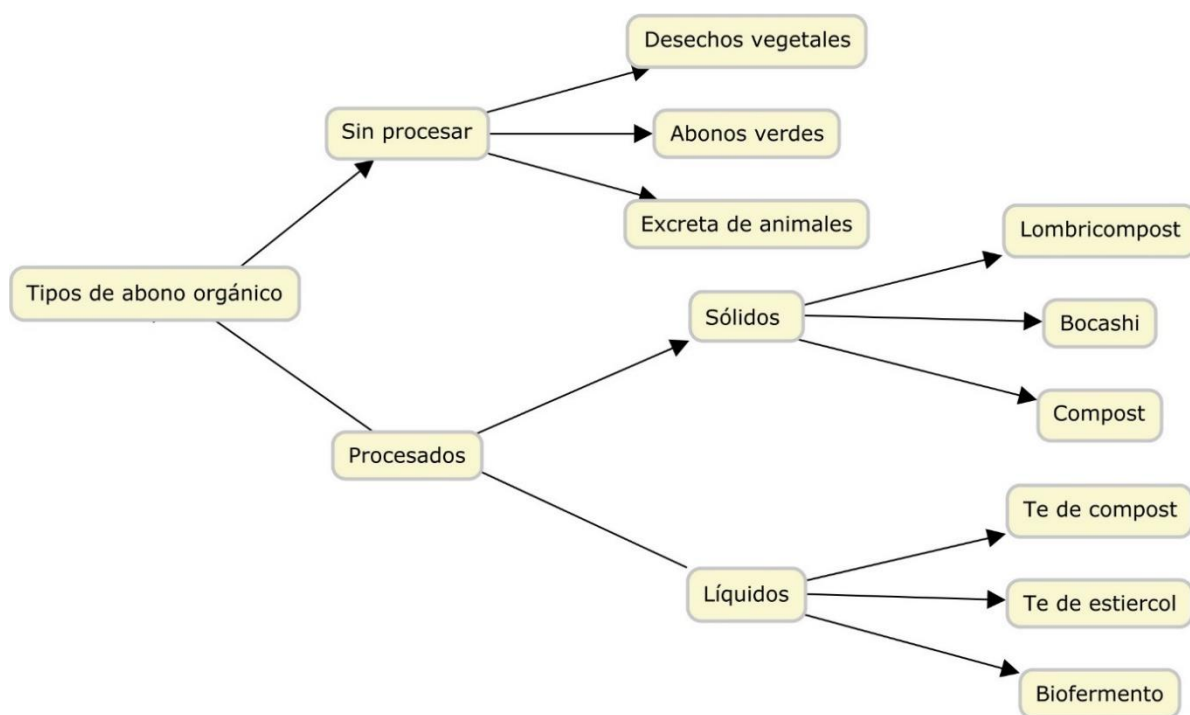 Desechos vegetales
Sin procesar
Abonos verdes
Excreta de animales
Lombricompost
Tipos de abono orgánico
Sólidos
Bocashi
Compost
Procesados
Te de compost
Líquidos
Te de estiercol
Biofermento